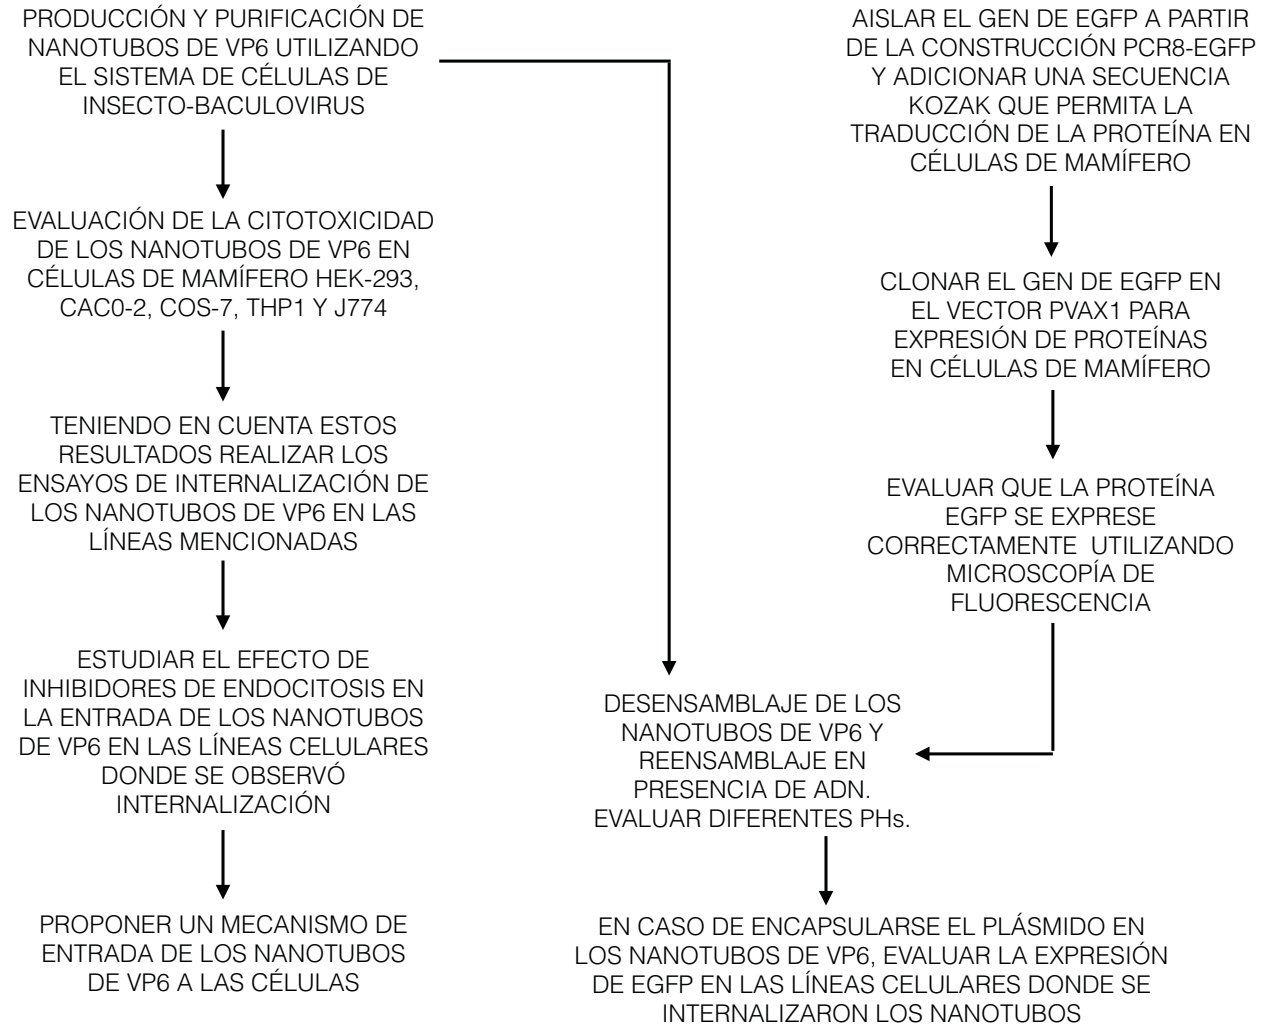 PRODUCCIÓN Y PURIFICACIÓN DE
NANOTUBOS DE VP6 UTILIZANDO
EL SISTEMA DE CÉLULAS DE
INSECTO-BACULOVIRUS
EVALUACIÓN DE LA CITOTOXICIDAD
DE LOS NANOTUBOS DE VP6 EN
CÉLULAS DE MAMÍFERO HEK-293,
CAC0-2, COS-7, THP1 Y J774
TENIENDO EN CUENTA ESTOS
RESULTADOS REALIZAR LOS
ENSAYOS DE INTERNALIZACIÓN DE
LOS NANOTUBOS DE VP6 EN LAS
LÍNEAS MENCIONADAS
ESTUDIAR EL EFECTO DE
INHIBIDORES DE ENDOCITOSIS EN
LA ENTRADA DE LOS NANOTUBOS
DE VP6 EN LAS LÍNEAS CELULARES
DONDE SE OBSERVÓ
INTERNALIZACIÓN
PROPONER UN MECANISMO DE
ENTRADA DE LOS NANOTUBOS
DE VP6 A LAS CÉLULAS
AISLAR EL GEN DE EGFP A PARTIR
DE LA CONSTRUCCIÓN PCR8-EGFP
Y ADICIONAR UNA SECUENCIA
KOZAK QUE PERMITA LA
TRADUCCIÓN DE LA PROTEÍNA EN
CÉLULAS DE MAMÍFERO
CLONAR EL GEN DE EGFP EN
EL VECTOR PVAX1 PARA
EXPRESIÓN DE PROTEÍNAS
EN CÉLULAS DE MAMÍFERO
EVALUAR QUE LA PROTEÍNA
EGFP SE EXPRESE
CORRECTAMENTE UTILIZANDO
MICROSCOPÍA DE
FLUORESCENCIA
DESENSAMBLAJE DE LOS
NANOTUBOS DE VP6 Y
REENSAMBLAJE EN
PRESENCIA DE ADN.
EVALUAR DIFERENTES PHs.
EN CASO DE ENCAPSULARSE EL PLÁSMIDO EN
LOS NANOTUBOS DE VP6, EVALUAR LA EXPRESIÓN
DE EGFP EN LAS LÍNEAS CELULARES DONDE SE
INTERNALIZARON LOS NANOTUBOS